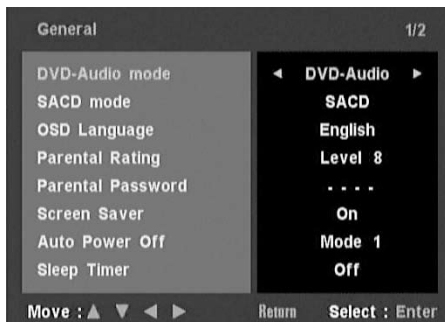 General 1/2
DVD-Audio mode ◄ DVD-Audio ►
SACD mode SACD
OSD Language English
Parental Rating Level 8
Parental Password - - - -
Screen Saver On
Auto Power Off Mode 1
Sleep Timer Off
Move : ▲ ▼ ◄ ► Return Select : Enter